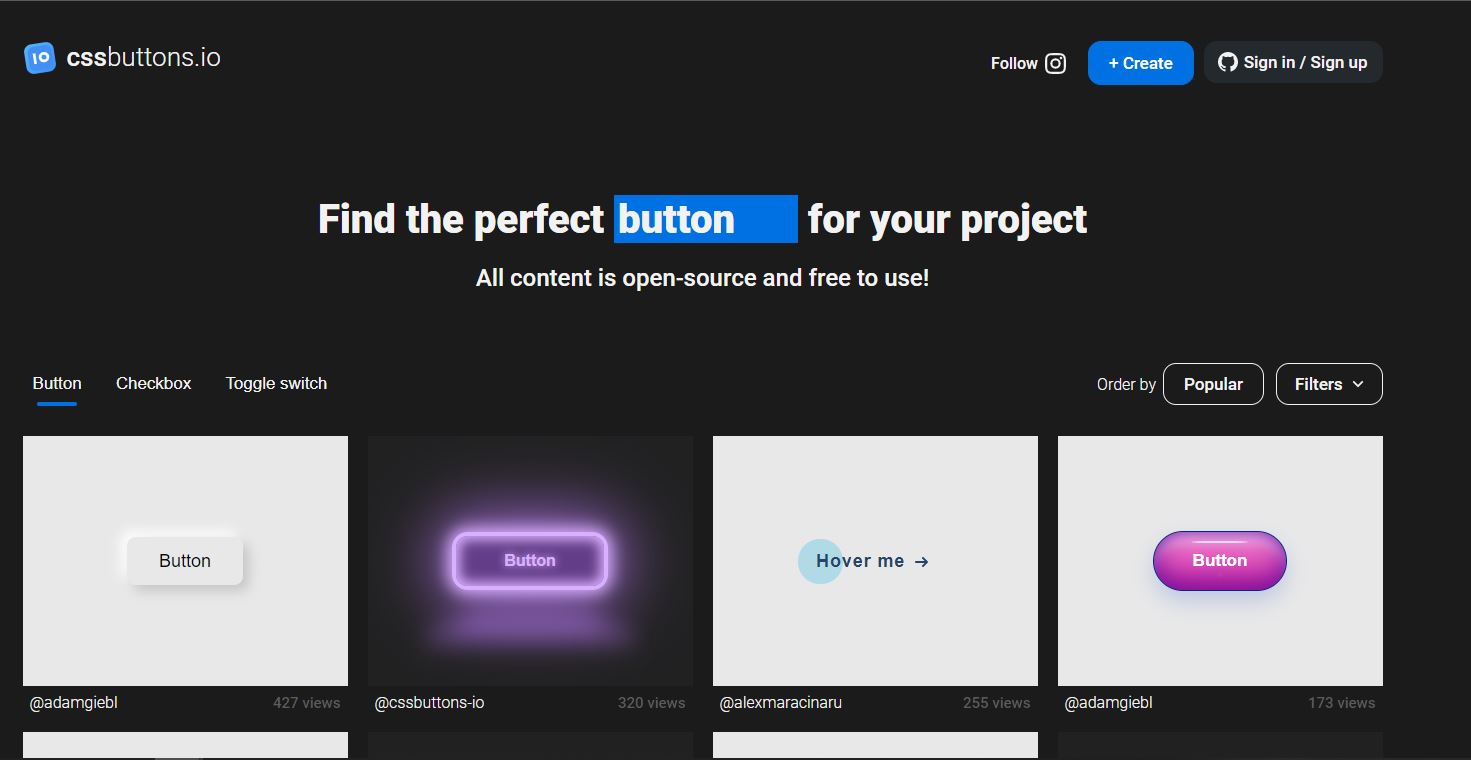 IO cssbuttons.io
Follow
+ Create
Sign in / Sign up
Find the perfect button for your project
All content is open-source and free to use!
Button Checkbox Toggle switch
Order by Popular Filters
Button
Button
Hover me →
Button
@adamgiebl 427 views
@cssbuttons-io 320 views
@alexmaracinaru 255 views
@adamgiebl 173 views